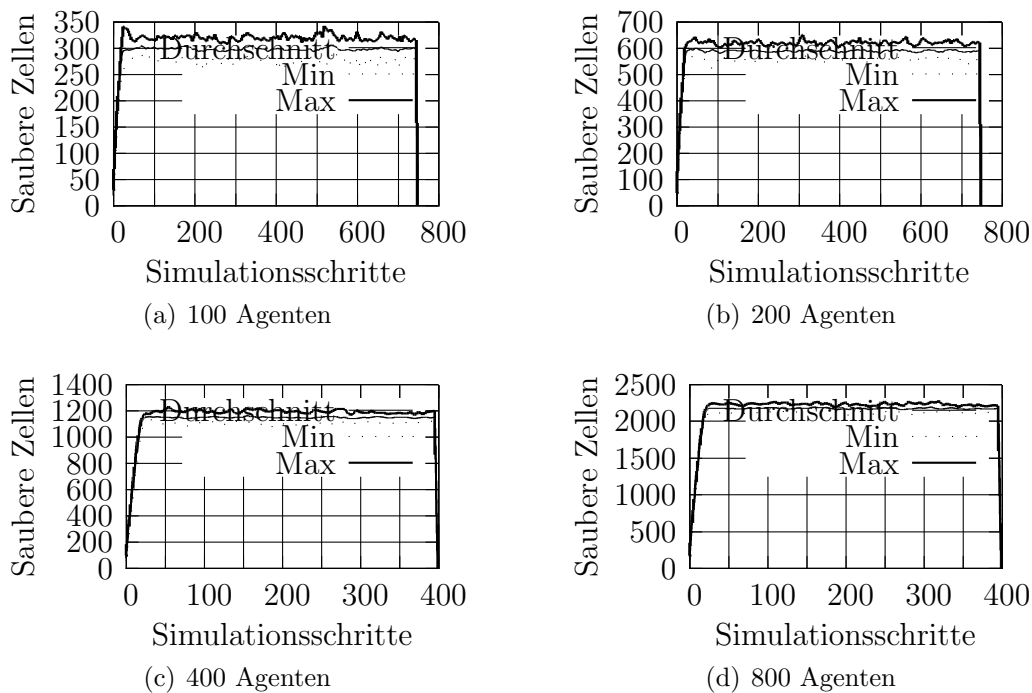 Saubere Zellen
350
300
250
200
150
100
50
0
Durchschnitt
Min
Max
0 200 400 600 800
Simulationsschritte
(a) 100 Agenten
Saubere Zellen
700
600
500
400
300
200
100
0
Durchschnitt
Min
Max
0 200 400 600 800
Simulationsschritte
(b) 200 Agenten
Saubere Zellen
1400
1200
1000
800
600
400
200
0
Durchschnitt
Min
Max
0 100 200 300 400
Simulationsschritte
(c) 400 Agenten
Saubere Zellen
2500
2000
1500
1000
500
0
Durchschnitt
Min
Max
0 100 200 300 400
Simulationsschritte
(d) 800 Agenten